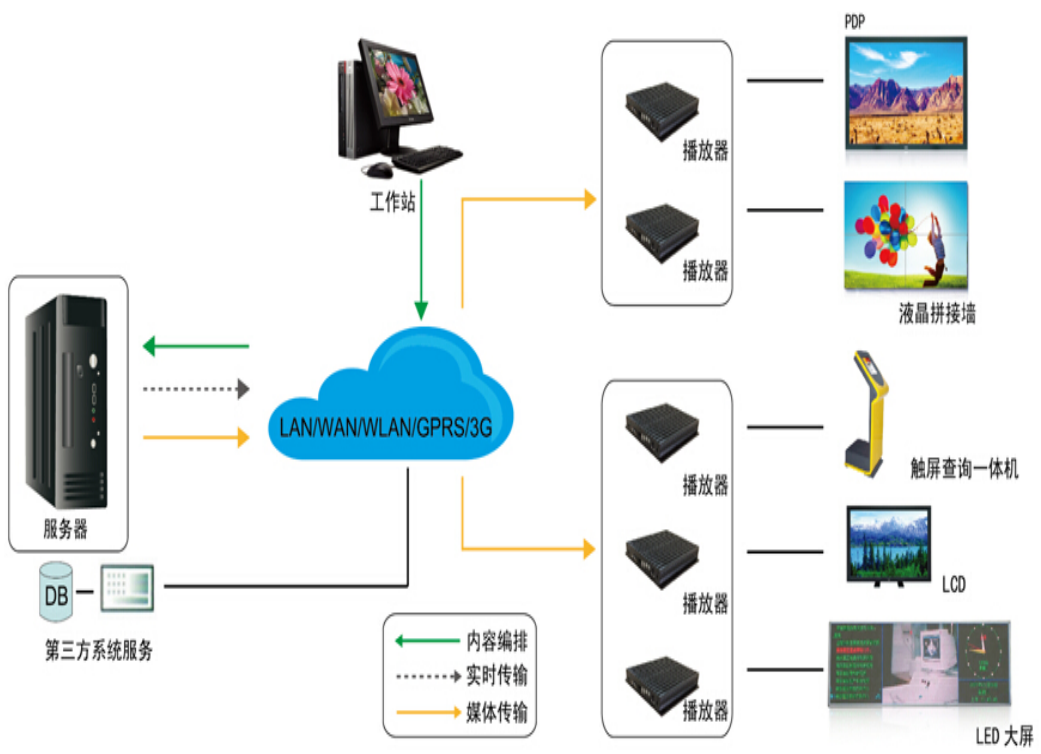 PDP
播放器
工作站
播放器
液晶拼接墙
LAN/WAN/WLAN/GPRS/3G
触屏查询一体机
播放器
服务器
LCD
DB
播放器
第三方系统服务
内容编排
实时传输
媒体传输
播放器
LED 大屏